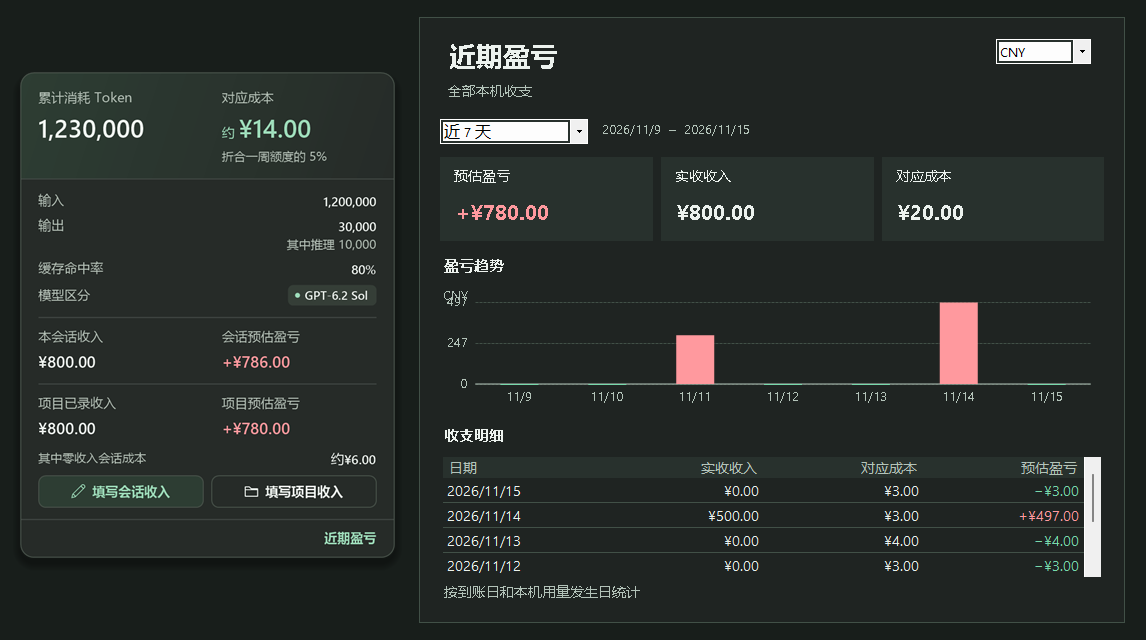 累计消耗 Token
对应成本
1,230,000
约 ¥14.00
折合一周额度的 5%
输入
1,200,000
输出
30,000
其中推理 10,000
缓存命中率
80%
模型区分
GPT-6.2 Sol
本会话收入
会话预估盈亏
¥800.00
+¥786.00
项目已录收入
项目预估盈亏
¥800.00
+¥780.00
其中零收入会话成本
约¥6.00
填写会话收入
填写项目收入
近期盈亏
近期盈亏
CNY
全部本机收支
近 7 天
2026/11/9 – 2026/11/15
预估盈亏
实收收入
对应成本
+¥780.00
¥800.00
¥20.00
盈亏趋势
CNY
497
247
0
11/9 11/10 11/11 11/12 11/13 11/14 11/15
收支明细
日期 实收收入 对应成本 预估盈亏
2026/11/15 ¥0.00 ¥3.00 −¥3.00
2026/11/14 ¥500.00 ¥3.00 +¥497.00
2026/11/13 ¥0.00 ¥4.00 −¥4.00
2026/11/12 ¥0.00 ¥3.00 −¥3.00
按到账日和本机用量发生日统计